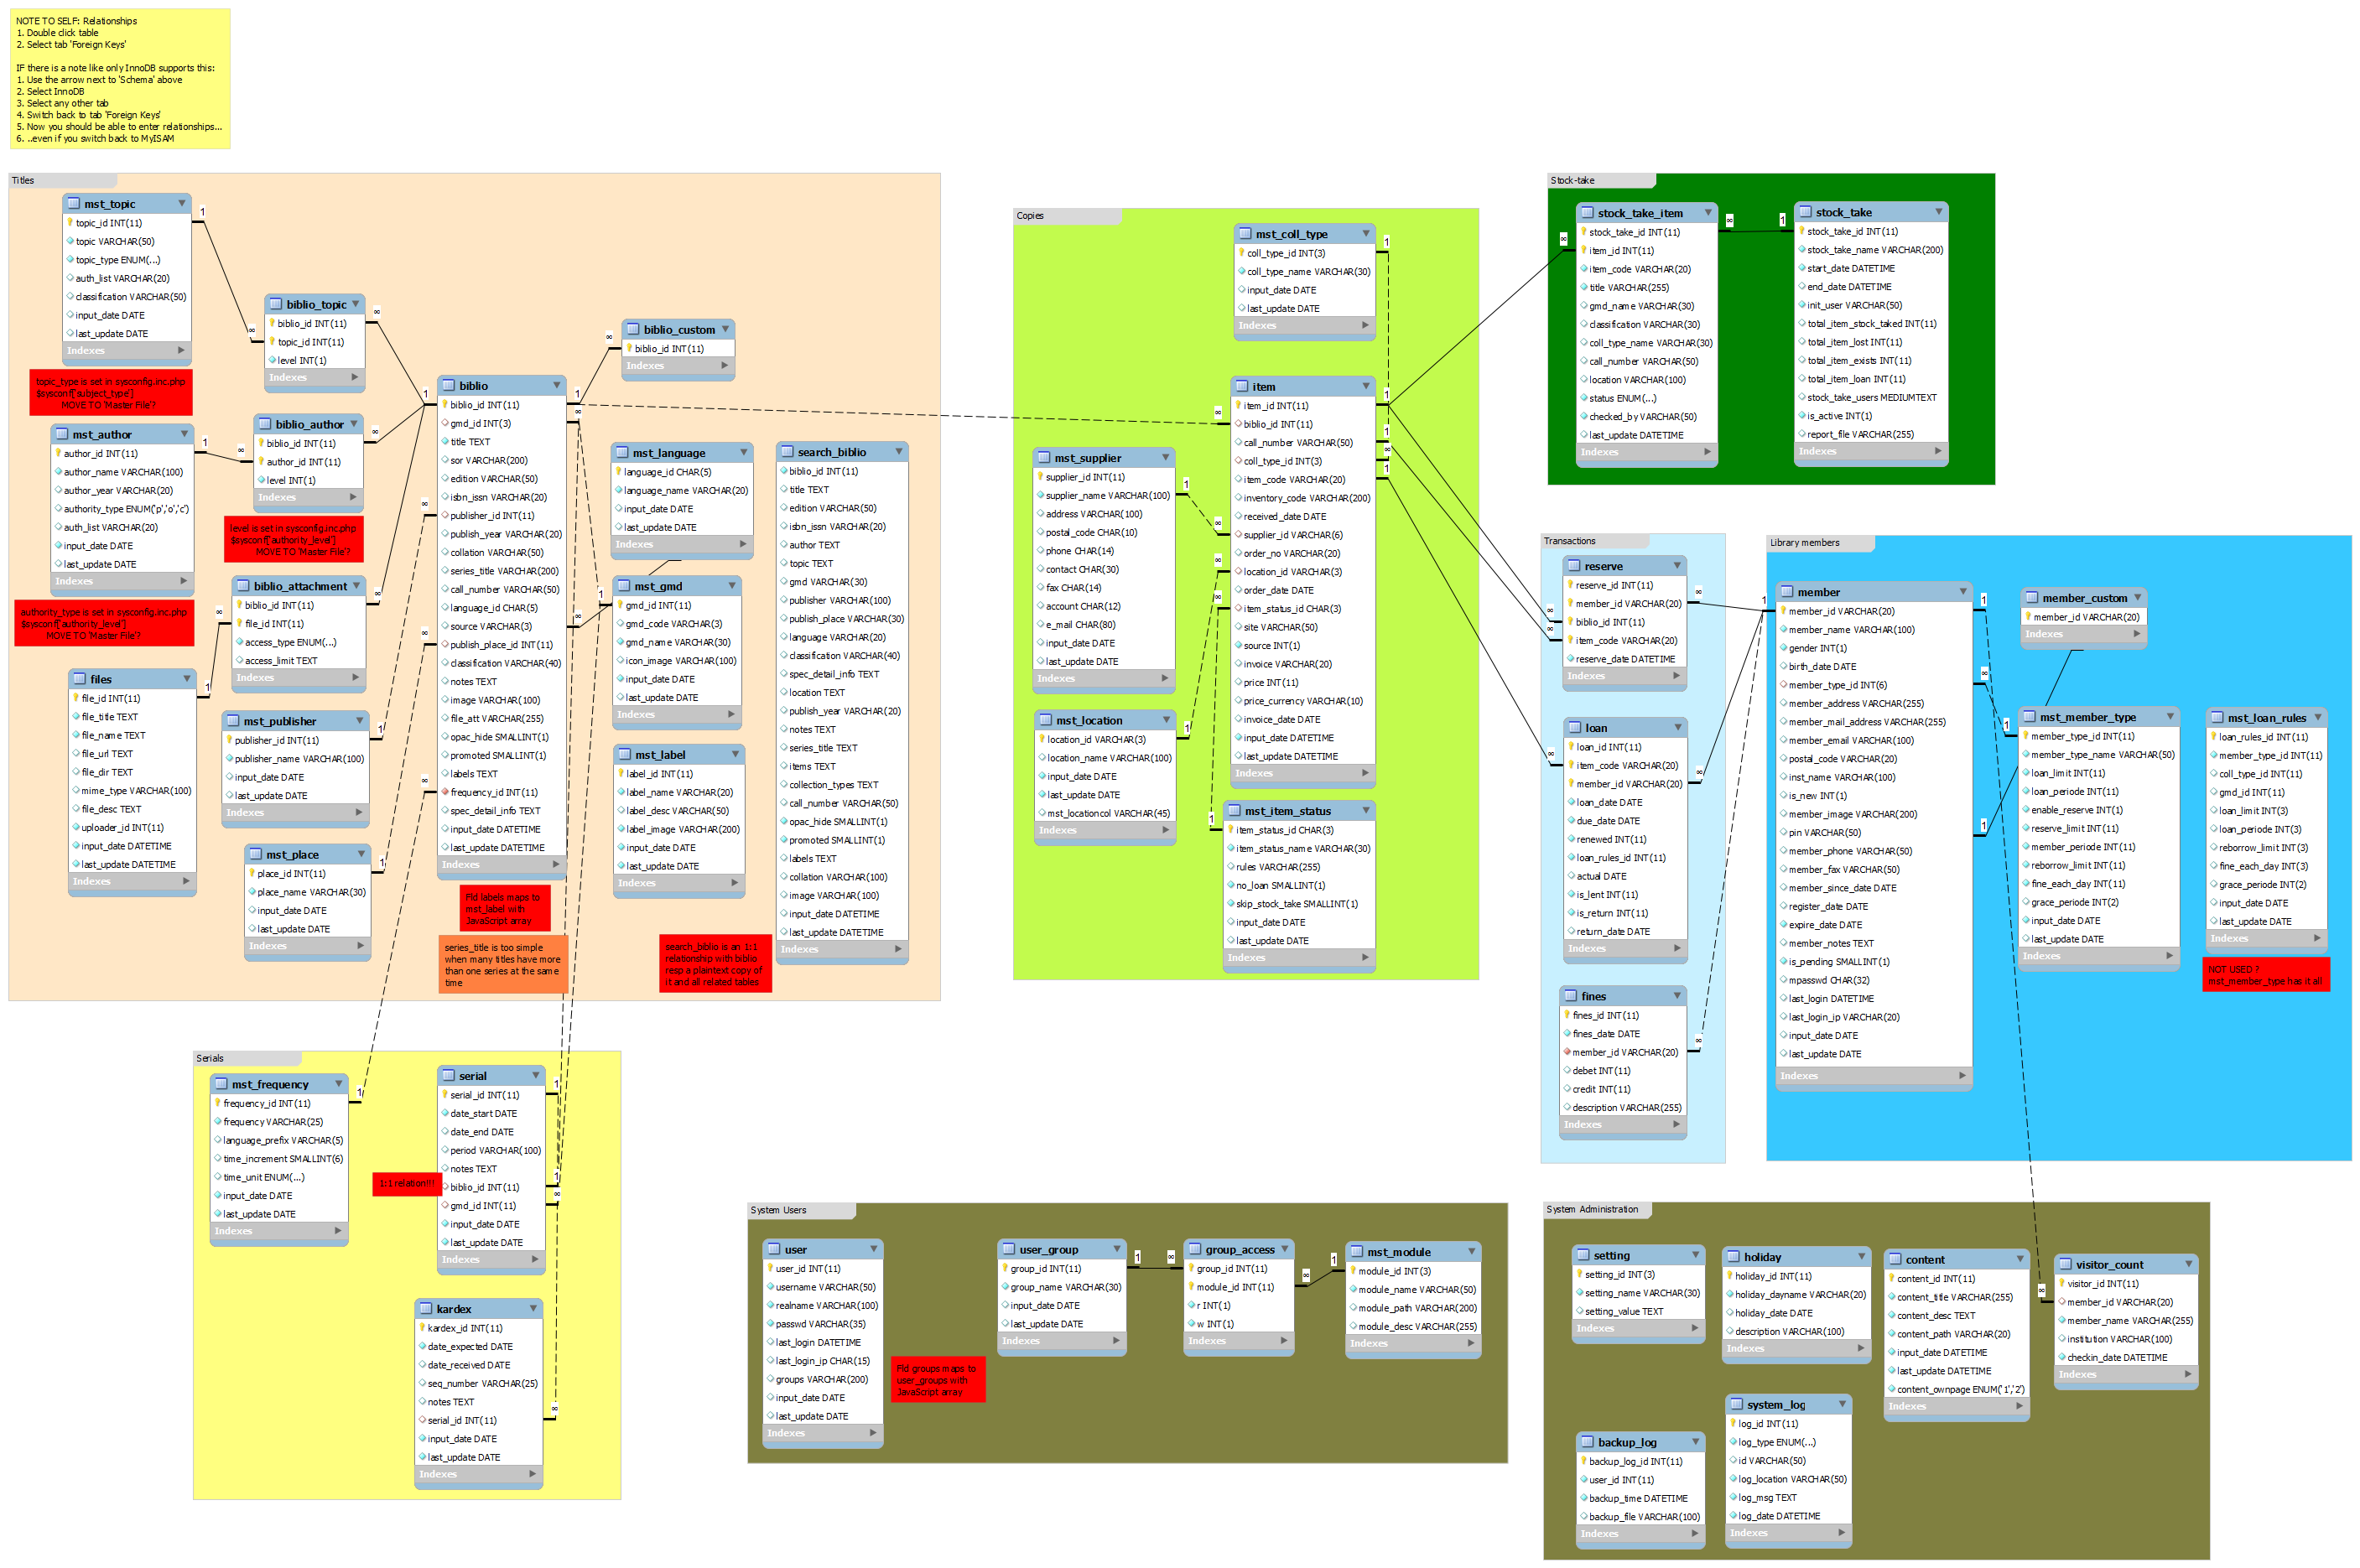 NOTE TO SELF: Relationships
1. Double click table
2. Select tab 'Foreign Keys'
IF there is a note like only InnoDB supports this:
1. Use the arrow next to 'Schema' above
2. Select InnoDB
3. Select any other tab
4. Switch back to tab 'Foreign Keys'
5. Now you should be able to enter relationships...
6. ..even if you switch back to MyISAM
Titles
mst_topic
topic_id INT(11)
topic VARCHAR(50)
topic_type ENUM(...)
auth_list VARCHAR(20)
classification VARCHAR(50)
input_date DATE
last_update DATE
Indexes
topic_type is set in sysconfig.inc.php
$sysconf['subject_type']
MOVE TO 'Master File'?
mst_author
author_id INT(11)
author_name VARCHAR(100)
author_year VARCHAR(20)
authority_type ENUM('p','o','c')
auth_list VARCHAR(20)
input_date DATE
last_update DATE
Indexes
authority_type is set in sysconfig.inc.php
$sysconf['authority_level']
MOVE TO 'Master File'?
files
file_id INT(11)
file_title TEXT
file_name TEXT
file_url TEXT
file_dir TEXT
mime_type VARCHAR(100)
file_desc TEXT
uploader_id INT(11)
input_date DATETIME
last_update DATETIME
Indexes
biblio_topic
biblio_id INT(11)
topic_id INT(11)
level INT(1)
Indexes
biblio_author
biblio_id INT(11)
author_id INT(11)
level INT(1)
Indexes
level is set in sysconfig.inc.php
$sysconf['authority_level']
MOVE TO 'Master File'?
biblio_attachment
biblio_id INT(11)
file_id INT(11)
access_type ENUM(...)
access_limit TEXT
Indexes
mst_publisher
publisher_id INT(11)
publisher_name VARCHAR(100)
input_date DATE
last_update DATE
Indexes
mst_place
place_id INT(11)
place_name VARCHAR(30)
input_date DATE
last_update DATE
Indexes
biblio
biblio_id INT(11)
gmd_id INT(3)
title TEXT
sor VARCHAR(200)
edition VARCHAR(50)
isbn_issn VARCHAR(20)
publisher_id INT(11)
publish_year VARCHAR(20)
collation VARCHAR(50)
series_title VARCHAR(200)
call_number VARCHAR(50)
language_id CHAR(5)
source VARCHAR(3)
publish_place_id INT(11)
classification VARCHAR(40)
notes TEXT
image VARCHAR(100)
file_att VARCHAR(255)
opac_hide SMALLINT(1)
promoted SMALLINT(1)
labels TEXT
frequency_id INT(11)
spec_detail_info TEXT
input_date DATETIME
last_update DATETIME
Indexes
Fld labels maps to
mst_label with
JavaScript array
series_title is too simple
when many titles have more
than one series at the same
time
biblio_custom
biblio_id INT(11)
Indexes
mst_language
language_id CHAR(5)
language_name VARCHAR(20)
input_date DATE
last_update DATE
Indexes
mst_gmd
gmd_id INT(11)
gmd_code VARCHAR(3)
gmd_name VARCHAR(30)
icon_image VARCHAR(100)
input_date DATE
last_update DATE
Indexes
mst_label
label_id INT(11)
label_name VARCHAR(20)
label_desc VARCHAR(50)
label_image VARCHAR(200)
input_date DATE
last_update DATE
Indexes
search_biblio is an 1:1
relationship with biblio
resp a plaintext copy of
it and all related tables
search_biblio
biblio_id INT(11)
title TEXT
edition VARCHAR(50)
isbn_issn VARCHAR(20)
author TEXT
topic TEXT
gmd VARCHAR(30)
publisher VARCHAR(100)
publish_place VARCHAR(30)
language VARCHAR(20)
classification VARCHAR(40)
spec_detail_info TEXT
location TEXT
publish_year VARCHAR(20)
notes TEXT
series_title TEXT
items TEXT
collection_types TEXT
call_number VARCHAR(50)
opac_hide SMALLINT(1)
promoted SMALLINT(1)
labels TEXT
collation VARCHAR(100)
image VARCHAR(100)
input_date DATETIME
last_update DATETIME
Indexes
Copies
mst_coll_type
coll_type_id INT(3)
coll_type_name VARCHAR(30)
input_date DATE
last_update DATE
Indexes
mst_supplier
supplier_id INT(11)
supplier_name VARCHAR(100)
address VARCHAR(100)
postal_code CHAR(10)
phone CHAR(14)
contact CHAR(30)
fax CHAR(14)
account CHAR(12)
e_mail CHAR(80)
input_date DATE
last_update DATE
Indexes
mst_location
location_id VARCHAR(3)
location_name VARCHAR(100)
input_date DATE
last_update DATE
mst_locationcol VARCHAR(45)
Indexes
item
item_id INT(11)
biblio_id INT(11)
call_number VARCHAR(50)
coll_type_id INT(3)
item_code VARCHAR(20)
inventory_code VARCHAR(200)
received_date DATE
supplier_id VARCHAR(6)
order_no VARCHAR(20)
location_id VARCHAR(3)
order_date DATE
item_status_id CHAR(3)
site VARCHAR(50)
source INT(1)
invoice VARCHAR(20)
price INT(11)
price_currency VARCHAR(10)
invoice_date DATE
input_date DATETIME
last_update DATETIME
Indexes
mst_item_status
item_status_id CHAR(3)
item_status_name VARCHAR(30)
rules VARCHAR(255)
no_loan SMALLINT(1)
skip_stock_take SMALLINT(1)
input_date DATE
last_update DATE
Indexes
Stock-take
stock_take_item
stock_take_id INT(11)
item_id INT(11)
item_code VARCHAR(20)
title VARCHAR(255)
gmd_name VARCHAR(30)
classification VARCHAR(30)
coll_type_name VARCHAR(30)
call_number VARCHAR(50)
location VARCHAR(100)
status ENUM(...)
checked_by VARCHAR(50)
last_update DATETIME
Indexes
stock_take
stock_take_id INT(11)
stock_take_name VARCHAR(200)
start_date DATETIME
end_date DATETIME
init_user VARCHAR(50)
total_item_stock_taked INT(11)
total_item_lost INT(11)
total_item_exists INT(11)
total_item_loan INT(11)
stock_take_users MEDIUMTEXT
is_active INT(1)
report_file VARCHAR(255)
Indexes
Transactions
reserve
reserve_id INT(11)
member_id VARCHAR(20)
biblio_id INT(11)
item_code VARCHAR(20)
reserve_date DATETIME
Indexes
loan
loan_id INT(11)
item_code VARCHAR(20)
member_id VARCHAR(20)
loan_date DATE
due_date DATE
renewed INT(11)
loan_rules_id INT(11)
actual DATE
is_lent INT(11)
is_return INT(11)
return_date DATE
Indexes
fines
fines_id INT(11)
fines_date DATE
member_id VARCHAR(20)
debet INT(11)
credit INT(11)
description VARCHAR(255)
Indexes
Library members
member
member_id VARCHAR(20)
member_name VARCHAR(100)
gender INT(1)
birth_date DATE
member_type_id INT(6)
member_address VARCHAR(255)
member_mail_address VARCHAR(255)
member_email VARCHAR(100)
postal_code VARCHAR(20)
inst_name VARCHAR(100)
is_new INT(1)
member_image VARCHAR(200)
pin VARCHAR(50)
member_phone VARCHAR(50)
member_fax VARCHAR(50)
member_since_date DATE
register_date DATE
expire_date DATE
member_notes TEXT
is_pending SMALLINT(1)
mpasswd CHAR(32)
last_login DATETIME
last_login_ip VARCHAR(20)
input_date DATE
last_update DATE
Indexes
member_custom
member_id VARCHAR(20)
Indexes
mst_member_type
member_type_id INT(11)
member_type_name VARCHAR(50)
loan_limit INT(11)
loan_periode INT(11)
enable_reserve INT(1)
reserve_limit INT(11)
member_periode INT(11)
reborrow_limit INT(11)
fine_each_day INT(11)
grace_periode INT(2)
input_date DATE
last_update DATE
Indexes
mst_loan_rules
loan_rules_id INT(11)
member_type_id INT(11)
coll_type_id INT(11)
gmd_id INT(11)
loan_limit INT(3)
loan_periode INT(3)
reborrow_limit INT(3)
fine_each_day INT(3)
grace_periode INT(2)
input_date DATE
last_update DATE
Indexes
NOT USED ?
mst_member_type has it all
Serials
mst_frequency
frequency_id INT(11)
frequency VARCHAR(25)
language_prefix VARCHAR(5)
time_increment SMALLINT(6)
time_unit ENUM(...)
input_date DATE
last_update DATE
Indexes
1:1 relation!!!
serial
serial_id INT(11)
date_start DATE
date_end DATE
period VARCHAR(100)
notes TEXT
biblio_id INT(11)
gmd_id INT(11)
input_date DATE
last_update DATE
Indexes
kardex
kardex_id INT(11)
date_expected DATE
date_received DATE
seq_number VARCHAR(25)
notes TEXT
serial_id INT(11)
input_date DATE
last_update DATE
Indexes
System Users
user
user_id INT(11)
username VARCHAR(50)
realname VARCHAR(100)
passwd VARCHAR(35)
last_login DATETIME
last_login_ip CHAR(15)
groups VARCHAR(200)
input_date DATE
last_update DATE
Indexes
Fld groups maps to
user_groups with
JavaScript array
user_group
group_id INT(11)
group_name VARCHAR(30)
input_date DATE
last_update DATE
Indexes
group_access
group_id INT(11)
module_id INT(11)
r INT(1)
w INT(1)
Indexes
mst_module
module_id INT(3)
module_name VARCHAR(50)
module_path VARCHAR(200)
module_desc VARCHAR(255)
Indexes
System Administration
setting
setting_id INT(3)
setting_name VARCHAR(30)
setting_value TEXT
Indexes
holiday
holiday_id INT(11)
holiday_dayname VARCHAR(20)
holiday_date DATE
description VARCHAR(100)
Indexes
content
content_id INT(11)
content_title VARCHAR(255)
content_desc TEXT
content_path VARCHAR(20)
input_date DATETIME
last_update DATETIME
content_ownpage ENUM('1','2')
Indexes
visitor_count
visitor_id INT(11)
member_id VARCHAR(20)
member_name VARCHAR(255)
institution VARCHAR(100)
checkin_date DATETIME
Indexes
backup_log
backup_log_id INT(11)
user_id INT(11)
backup_time DATETIME
backup_file VARCHAR(100)
Indexes
system_log
log_id INT(11)
log_type ENUM(...)
id VARCHAR(50)
log_location VARCHAR(50)
log_msg TEXT
log_date DATETIME
Indexes